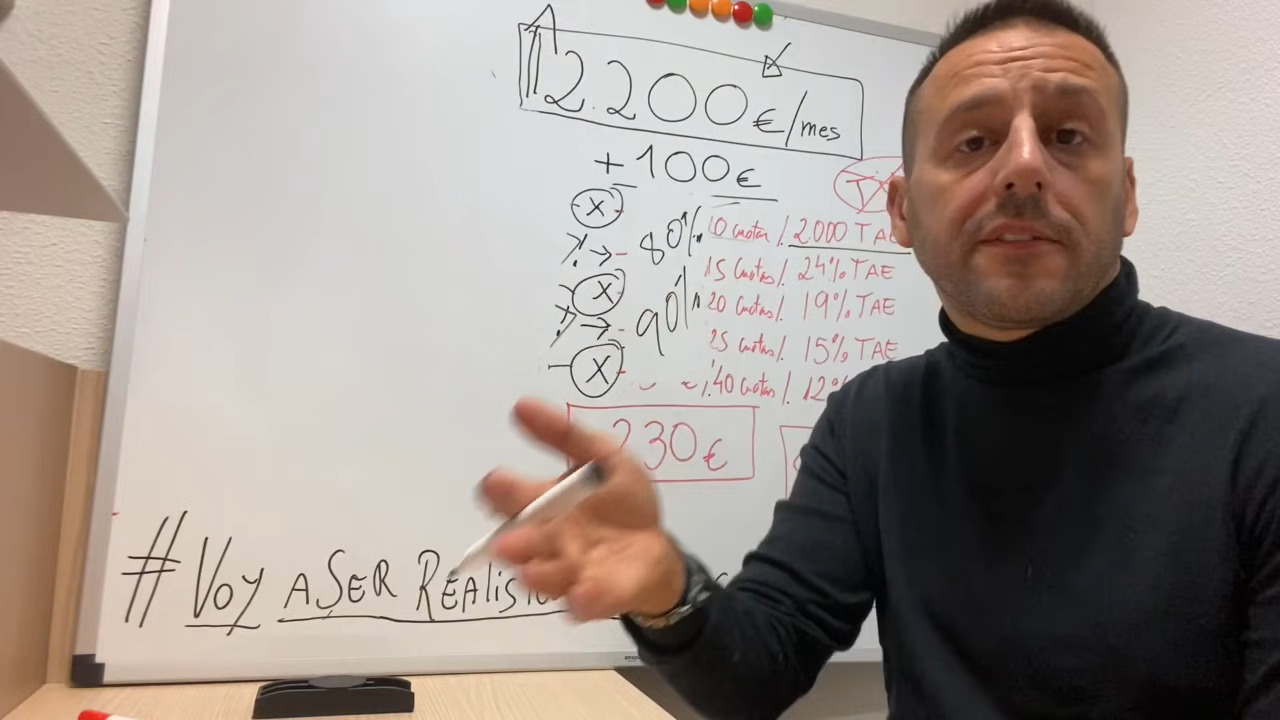 2.200€/mes
+100€
X
80%
10 cuotas/. 2.000 TAE
15 cuotas/. 24% TAE
X
20 cuotas/. 19% TAE
90%
25 cuotas/. 15% TAE
X
40 cuotas/. 12%
230€
#VOY A SER REALIS